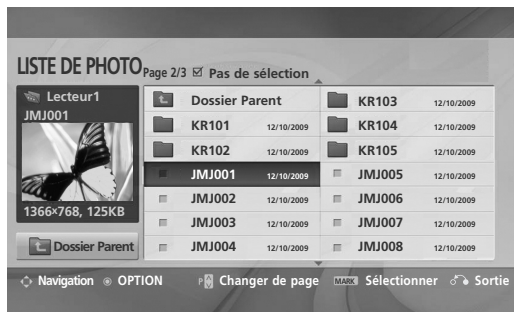 LISTE DE PHOTO Page 2/3 Pas de sélection
Lecteur1
JMJ001
1366×768, 125KB
Dossier Parent
Dossier Parent
KR101 12/10/2009
KR102 12/10/2009
JMJ001 12/10/2009
JMJ002 12/10/2009
JMJ003 12/10/2009
JMJ004 12/10/2009
KR103 12/10/2009
KR104 12/10/2009
KR105 12/10/2009
JMJ005 12/10/2009
JMJ006 12/10/2009
JMJ007 12/10/2009
JMJ008 12/10/2009
Navigation OPTION P Changer de page MARK Sélectionner Sortie